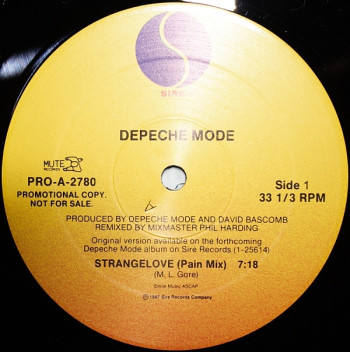 SIRE
DEPECHE MODE
MUTE
RECORDS
PRO-A-2780
PROMOTIONAL COPY.
NOT FOR SALE.
Side 1
33 1/3 RPM
PRODUCED BY DEPECHE MODE AND DAVID BASCOMB
REMIXED BY MIXMASTER PHIL HARDING
Original version available on the forthcoming
Depeche Mode album on Sire Records (1-25614)
STRANGELOVE (Pain Mix) 7:18
(M. L. Gore)
Emile Music ASCAP
©1987 Sire Records Company